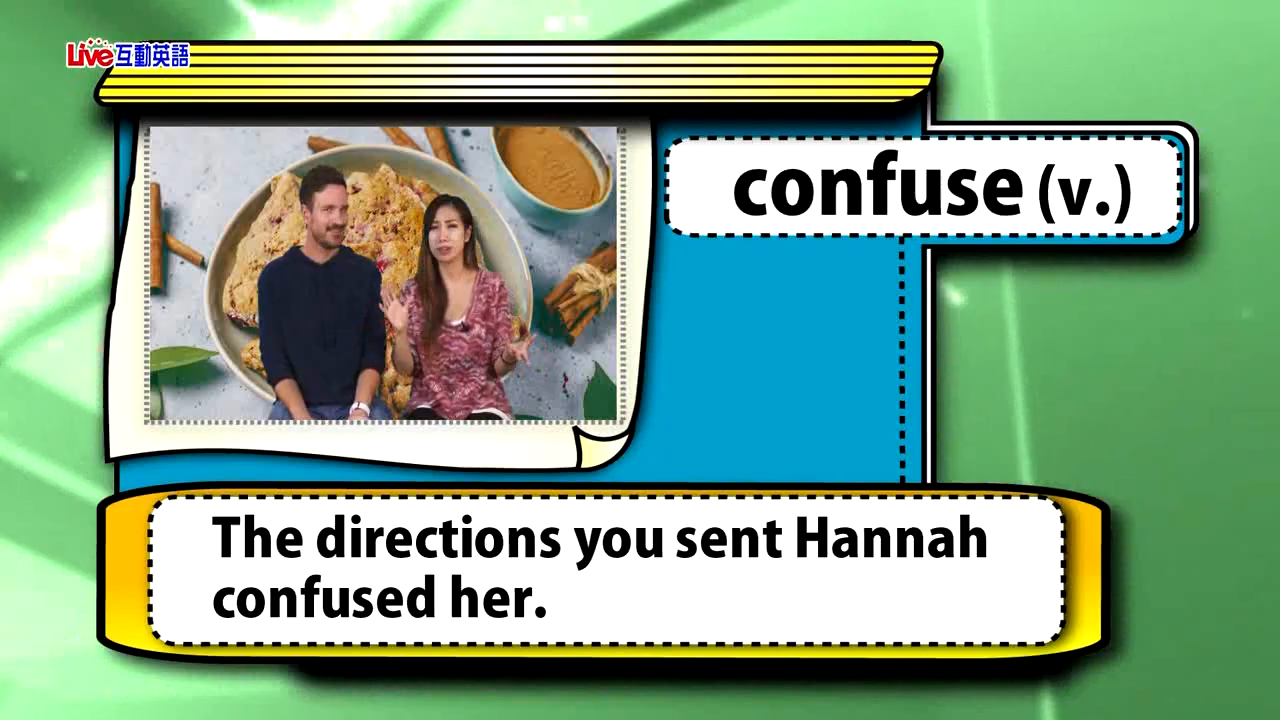 Live互動英語
confuse (v.)
The directions you sent Hannah
confused her.